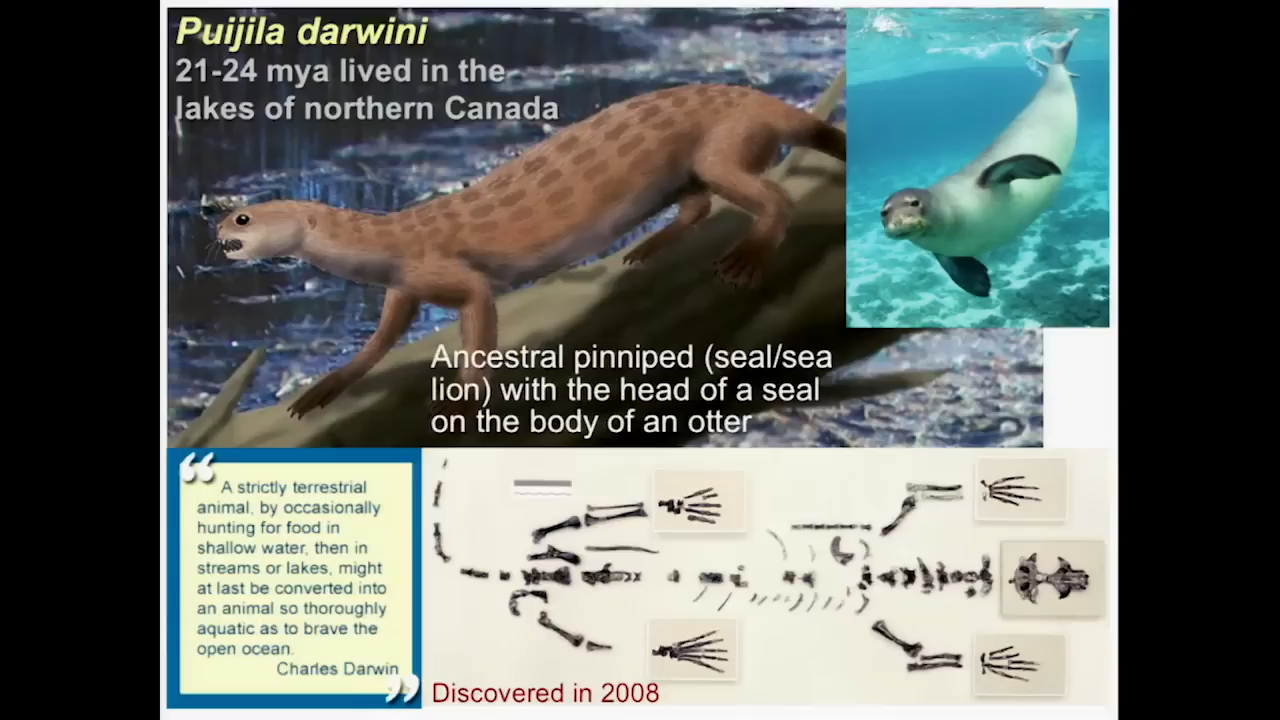 Puijila darwini
21-24 mya lived in the
lakes of northern Canada
Ancestral pinniped (seal/sea
lion) with the head of a seal
on the body of an otter
“
A strictly terrestrial
animal, by occasionally
hunting for food in
shallow water, then in
streams or lakes, might
at last be converted into
an animal so thoroughly
aquatic as to brave the
open ocean.
Charles Darwin
”
Discovered in 2008